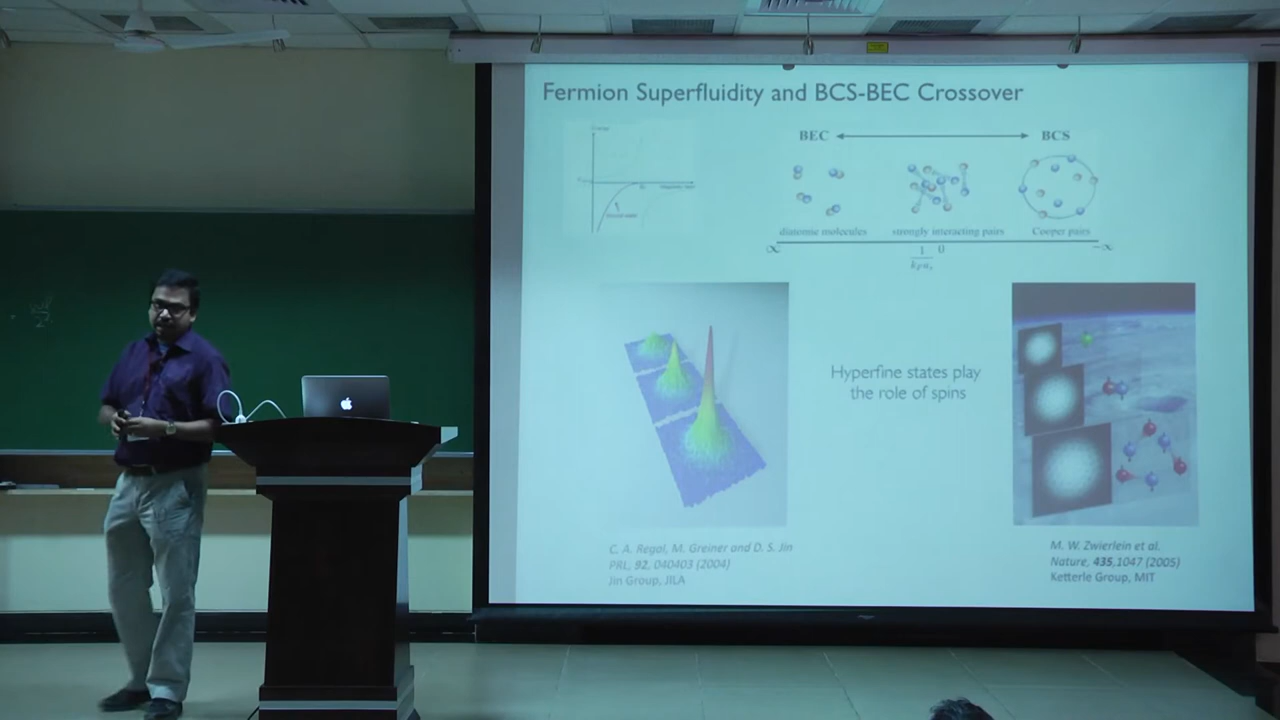 Fermion Superfluidity and BCS-BEC Crossover
BEC
BCS
diatomic molecules
strongly interacting pairs
Cooper pairs
∞
1
0
-∞
Hyperfine states play
the role of spins
C. A. Regal, M. Greiner and D. S. Jin
PRL, 92, 040403 (2004)
Jin Group, JILA
M. W. Zwierlein et al.
Nature, 435,1047 (2005)
Ketterle Group, MIT